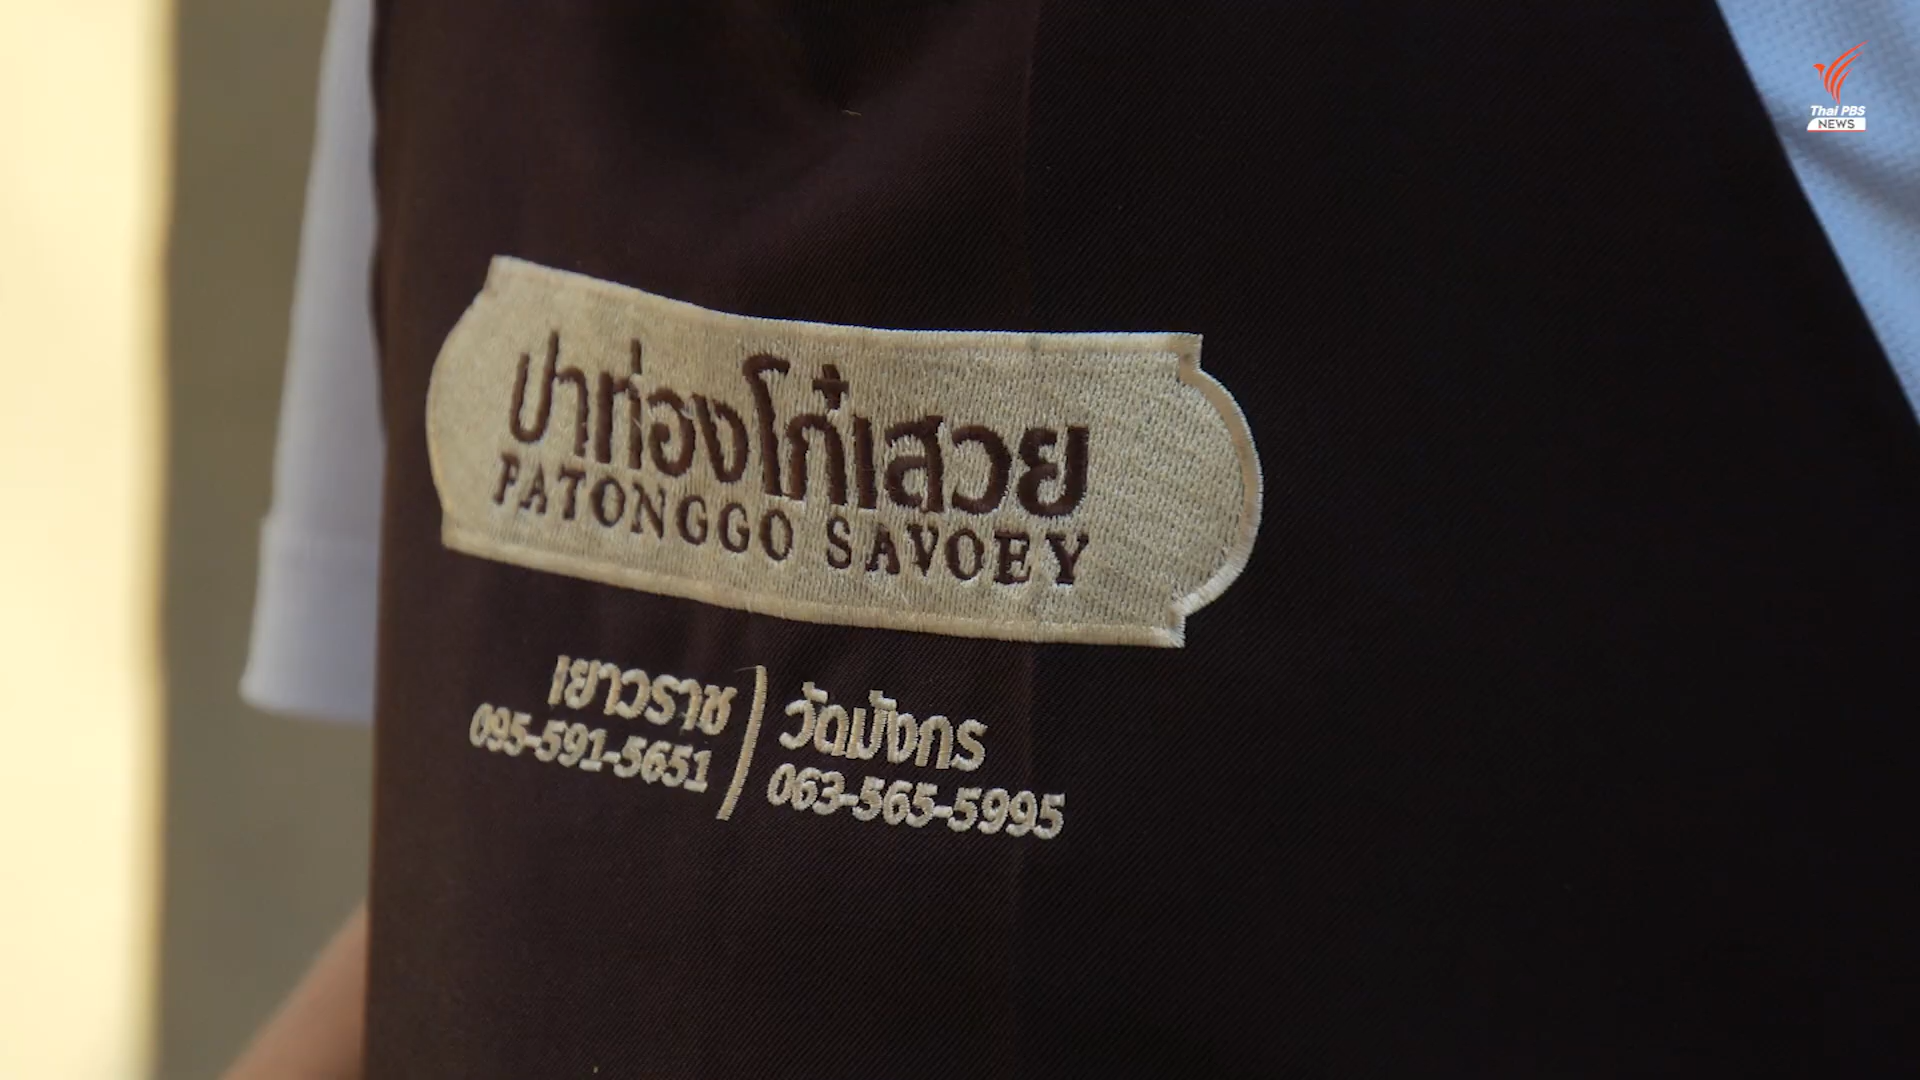 Thai PBS
NEWS
ปาท่องโก๋เสวย
PATONGGO SAVOEY
เยาวราช
095-591-5651
วัดมังกร
063-565-5995